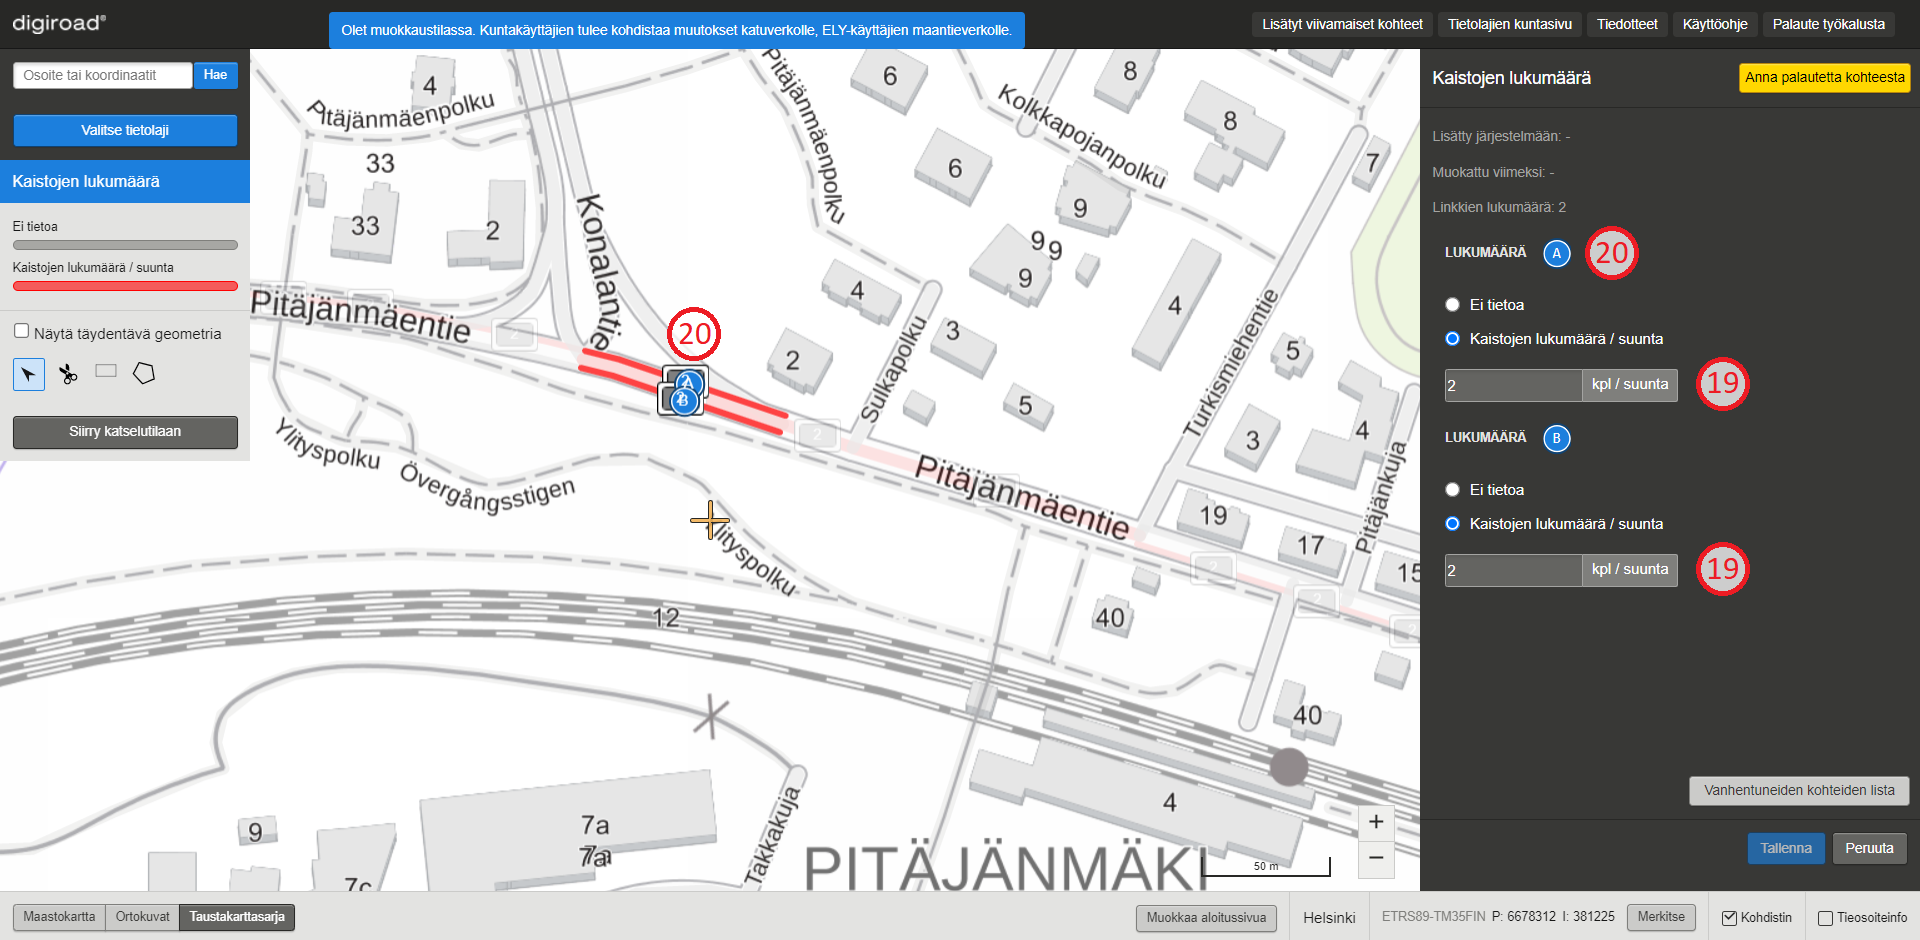 digiroad®
Olet muokkaustilassa. Kuntakäyttäjien tulee kohdistaa muutokset katuverkolle, ELY-käyttäjien maantieverkolle.
Lisätyt viivamaiset kohteet
Tietolajien kuntasivu
Tiedotteet
Käyttöohje
Palaute työkalusta
Osoite tai koordinaatit
Hae
Valitse tietolaji
Kaistojen lukumäärä
Ei tietoa
Kaistojen lukumäärä / suunta
Näytä täydentävä geometria
Siirry katselutilaan
4
Pitäjänmäenpolku
33
33
2
Konalantie
Pitäjänmäentie
Pitäjänmäenpolku
6
8
Kolkkapojanpolku
8
7
6
9
9
9
9
4
4
3
2
5
5
3
4
Sulkapolku
Turkismiehentie
Pitäjänkuja
20
2
A
2
B
2
2
2
2
2
Pitäjänmäentie
19
17
15
Ylityspolku
Övergångsstigen
Ylityspolku
12
40
40
4
9
7a
7a
7c
Takkakuja
PITÄJÄNMÄKI
50 m
+
−
Kaistojen lukumäärä
Anna palautetta kohteesta
Lisätty järjestelmään: -
Muokattu viimeksi: -
Linkkien lukumäärä: 2
LUKUMÄÄRÄ A 20
Ei tietoa
Kaistojen lukumäärä / suunta
2 kpl / suunta 19
LUKUMÄÄRÄ B
Ei tietoa
Kaistojen lukumäärä / suunta
2 kpl / suunta 19
Vanhentuneiden kohteiden lista
Tallenna
Peruuta
Maastokartta
Ortokuvat
Taustakarttasarja
Muokkaa aloitussivua
Helsinki
ETRS89-TM35FIN P: 6678312 I: 381225
Merkitse
Kohdistin
Tieosoiteinfo